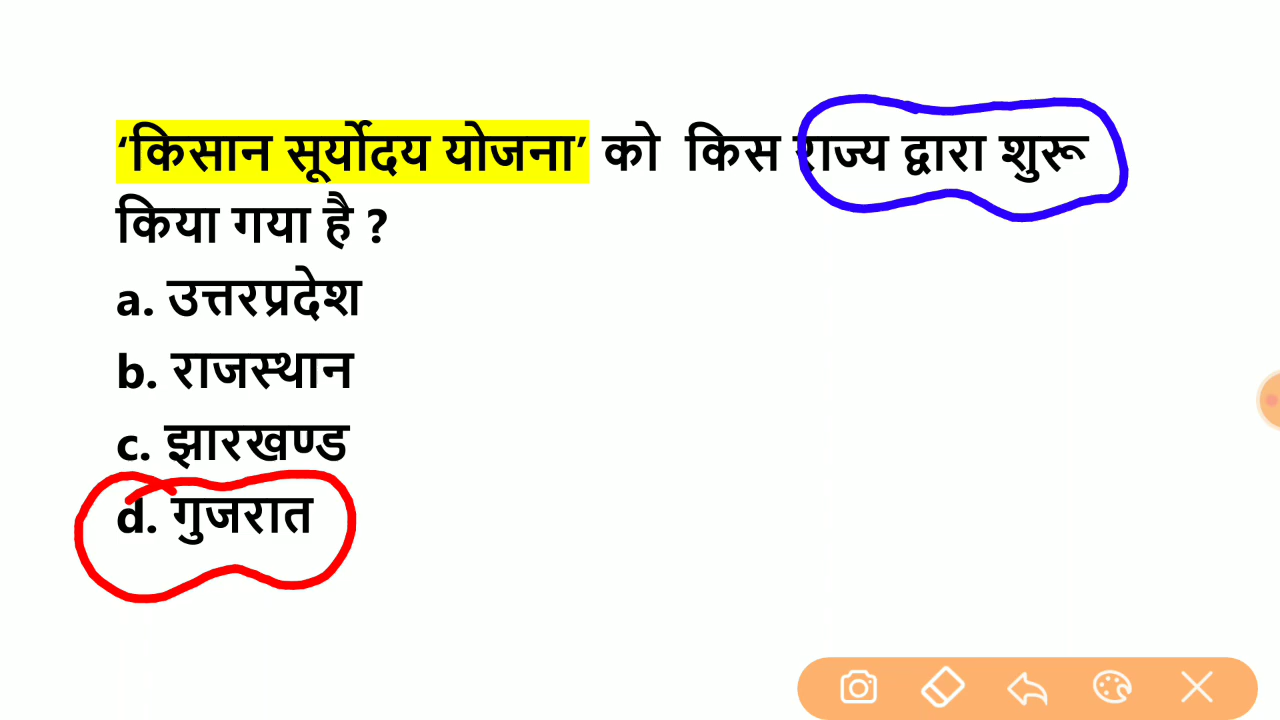 ‘किसान सूर्योदय योजना’ को किस राज्य द्वारा शुरू
किया गया है ?
a. उत्तरप्रदेश
b. राजस्थान
c. झारखण्ड
d. गुजरात